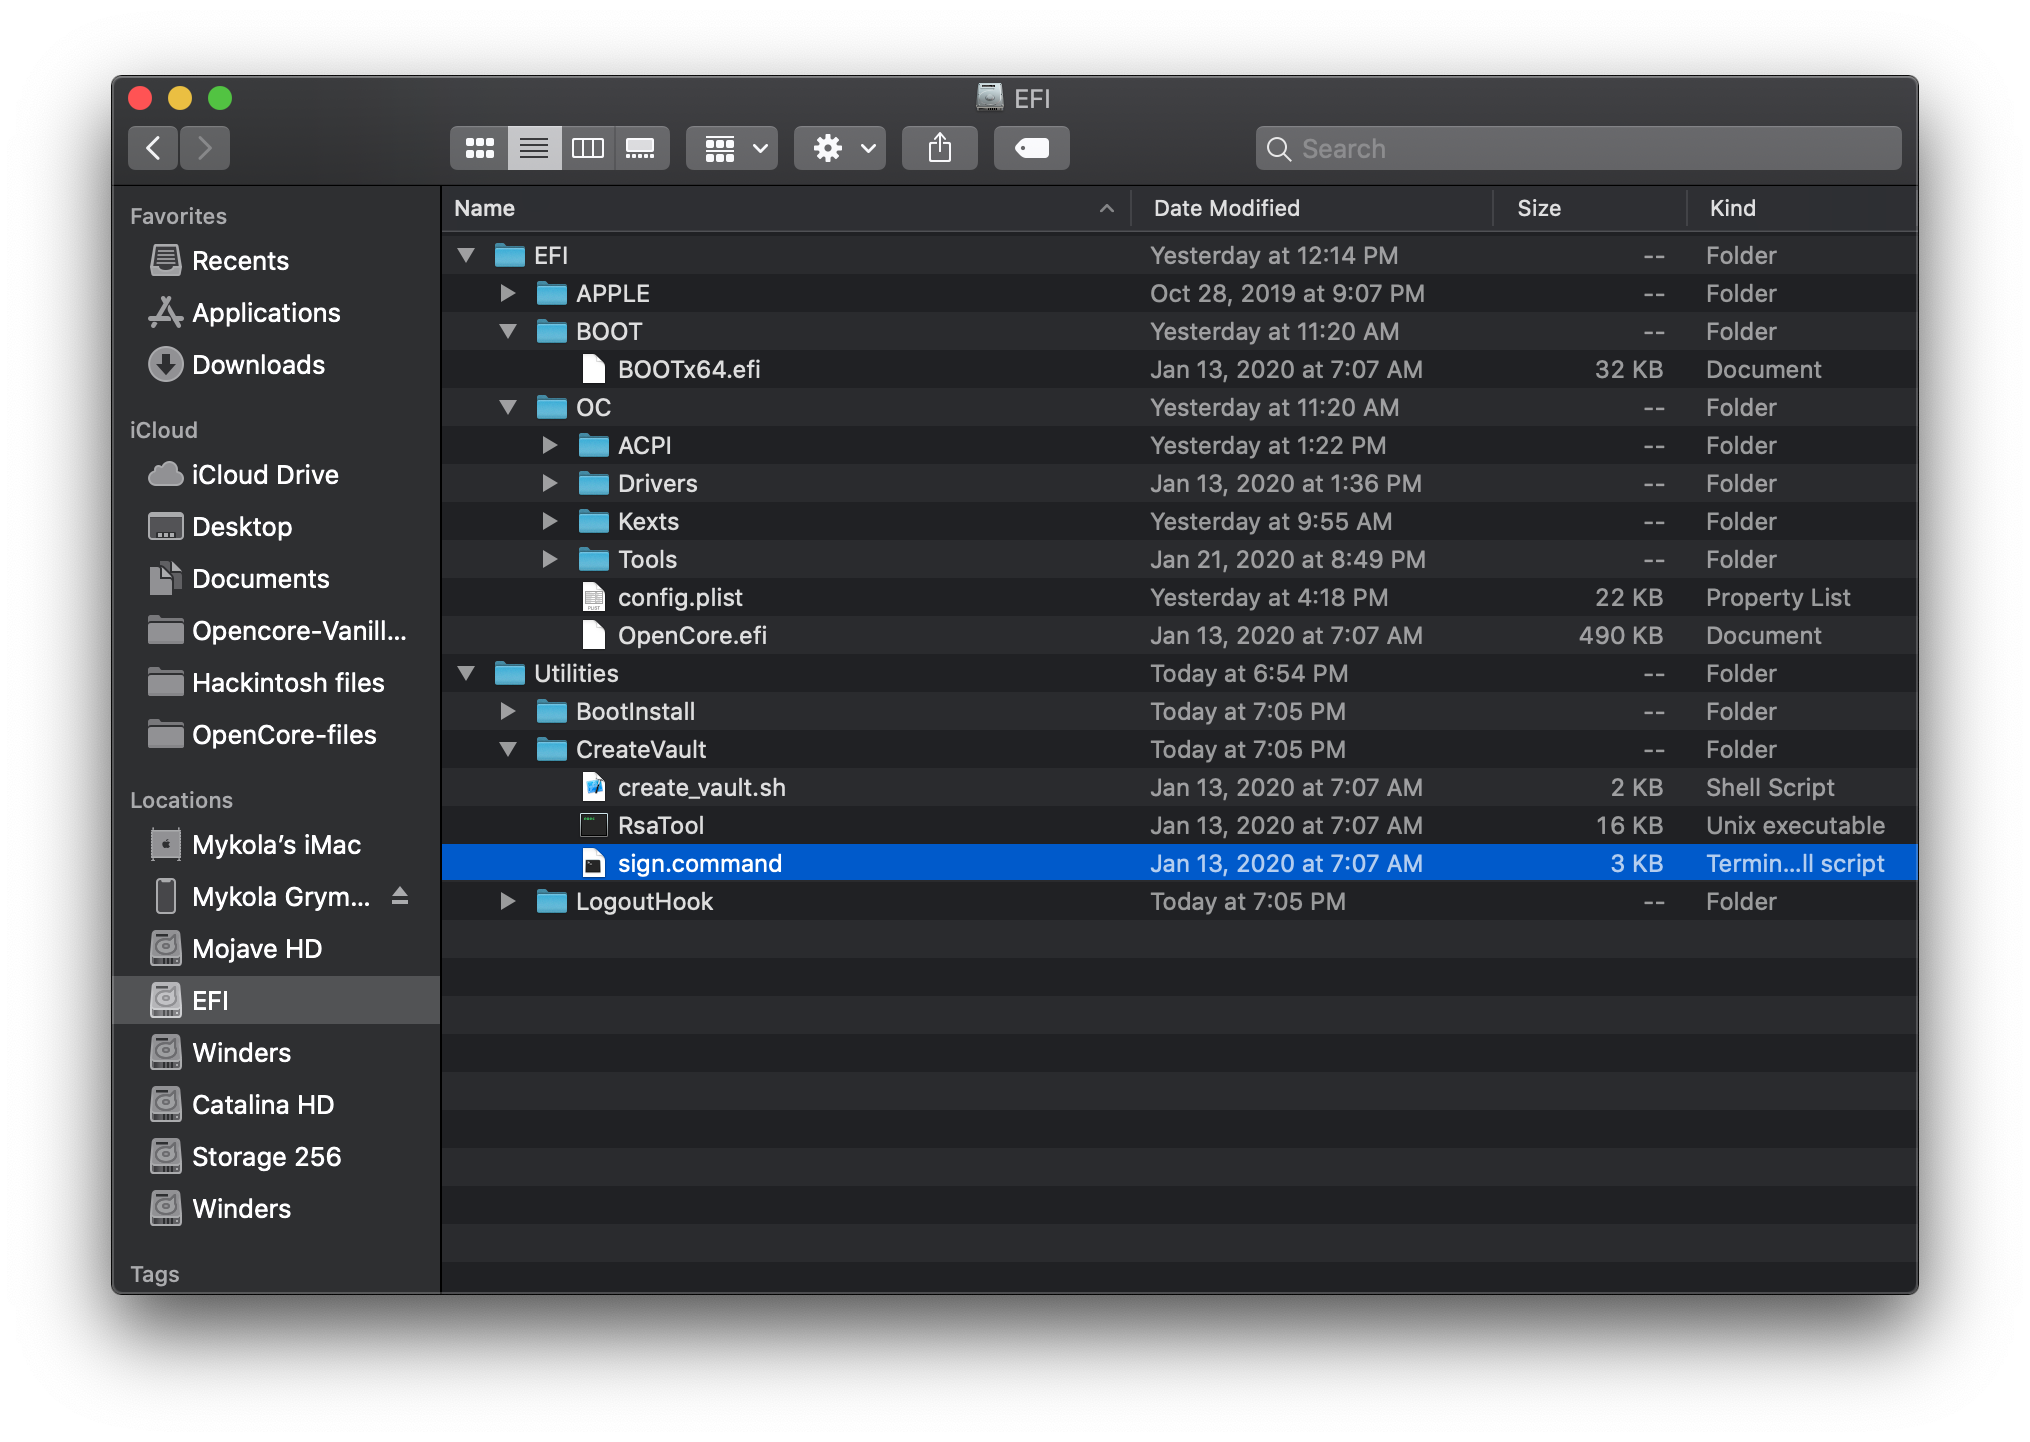 EFI
Search
Favorites
Recents
Applications
Downloads
iCloud
iCloud Drive
Desktop
Documents
Opencore-Vanill...
Hackintosh files
OpenCore-files
Locations
Mykola's iMac
Mykola Grym...
Mojave HD
EFI
Winders
Catalina HD
Storage 256
Winders
Tags
Name Date Modified Size Kind
EFI Yesterday at 12:14 PM -- Folder
APPLE Oct 28, 2019 at 9:07 PM -- Folder
BOOT Yesterday at 11:20 AM -- Folder
BOOTx64.efi Jan 13, 2020 at 7:07 AM 32 KB Document
OC Yesterday at 11:20 AM -- Folder
ACPI Yesterday at 1:22 PM -- Folder
Drivers Jan 13, 2020 at 1:36 PM -- Folder
Kexts Yesterday at 9:55 AM -- Folder
Tools Jan 21, 2020 at 8:49 PM -- Folder
config.plist Yesterday at 4:18 PM 22 KB Property List
OpenCore.efi Jan 13, 2020 at 7:07 AM 490 KB Document
Utilities Today at 6:54 PM -- Folder
BootInstall Today at 7:05 PM -- Folder
CreateVault Today at 7:05 PM -- Folder
create_vault.sh Jan 13, 2020 at 7:07 AM 2 KB Shell Script
RsaTool Jan 13, 2020 at 7:07 AM 16 KB Unix executable
sign.command Jan 13, 2020 at 7:07 AM 3 KB Termin...ll script
LogoutHook Today at 7:05 PM -- Folder